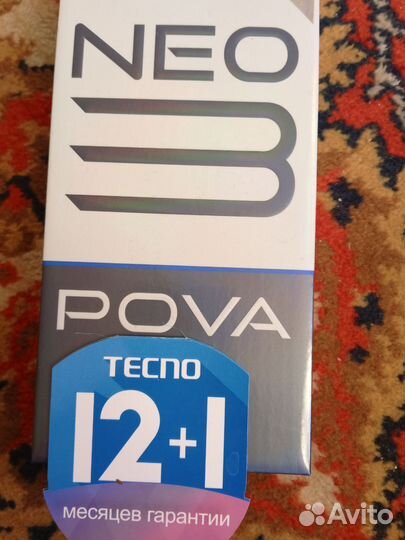 NEO
3
POVA
TECNO
12+1
месяцев гарантии
Avito